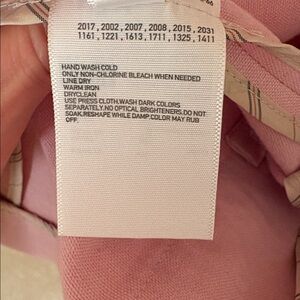 2017, 2002, 2007, 2008, 2015, 2031
1161, 1221, 1613, 1711, 1325, 1411
HAND WASH COLD
ONLY NON-CHLORINE BLEACH WHEN NEEDED
LINE DRY
WARM IRON
DRYCLEAN
USE PRESS CLOTH.WASH DARK COLORS
SEPARATELY.NO OPTICAL BRIGHTENERS.DO NOT
SOAK.RESHAPE WHILE DAMP.COLOR MAY RUB
OFF.